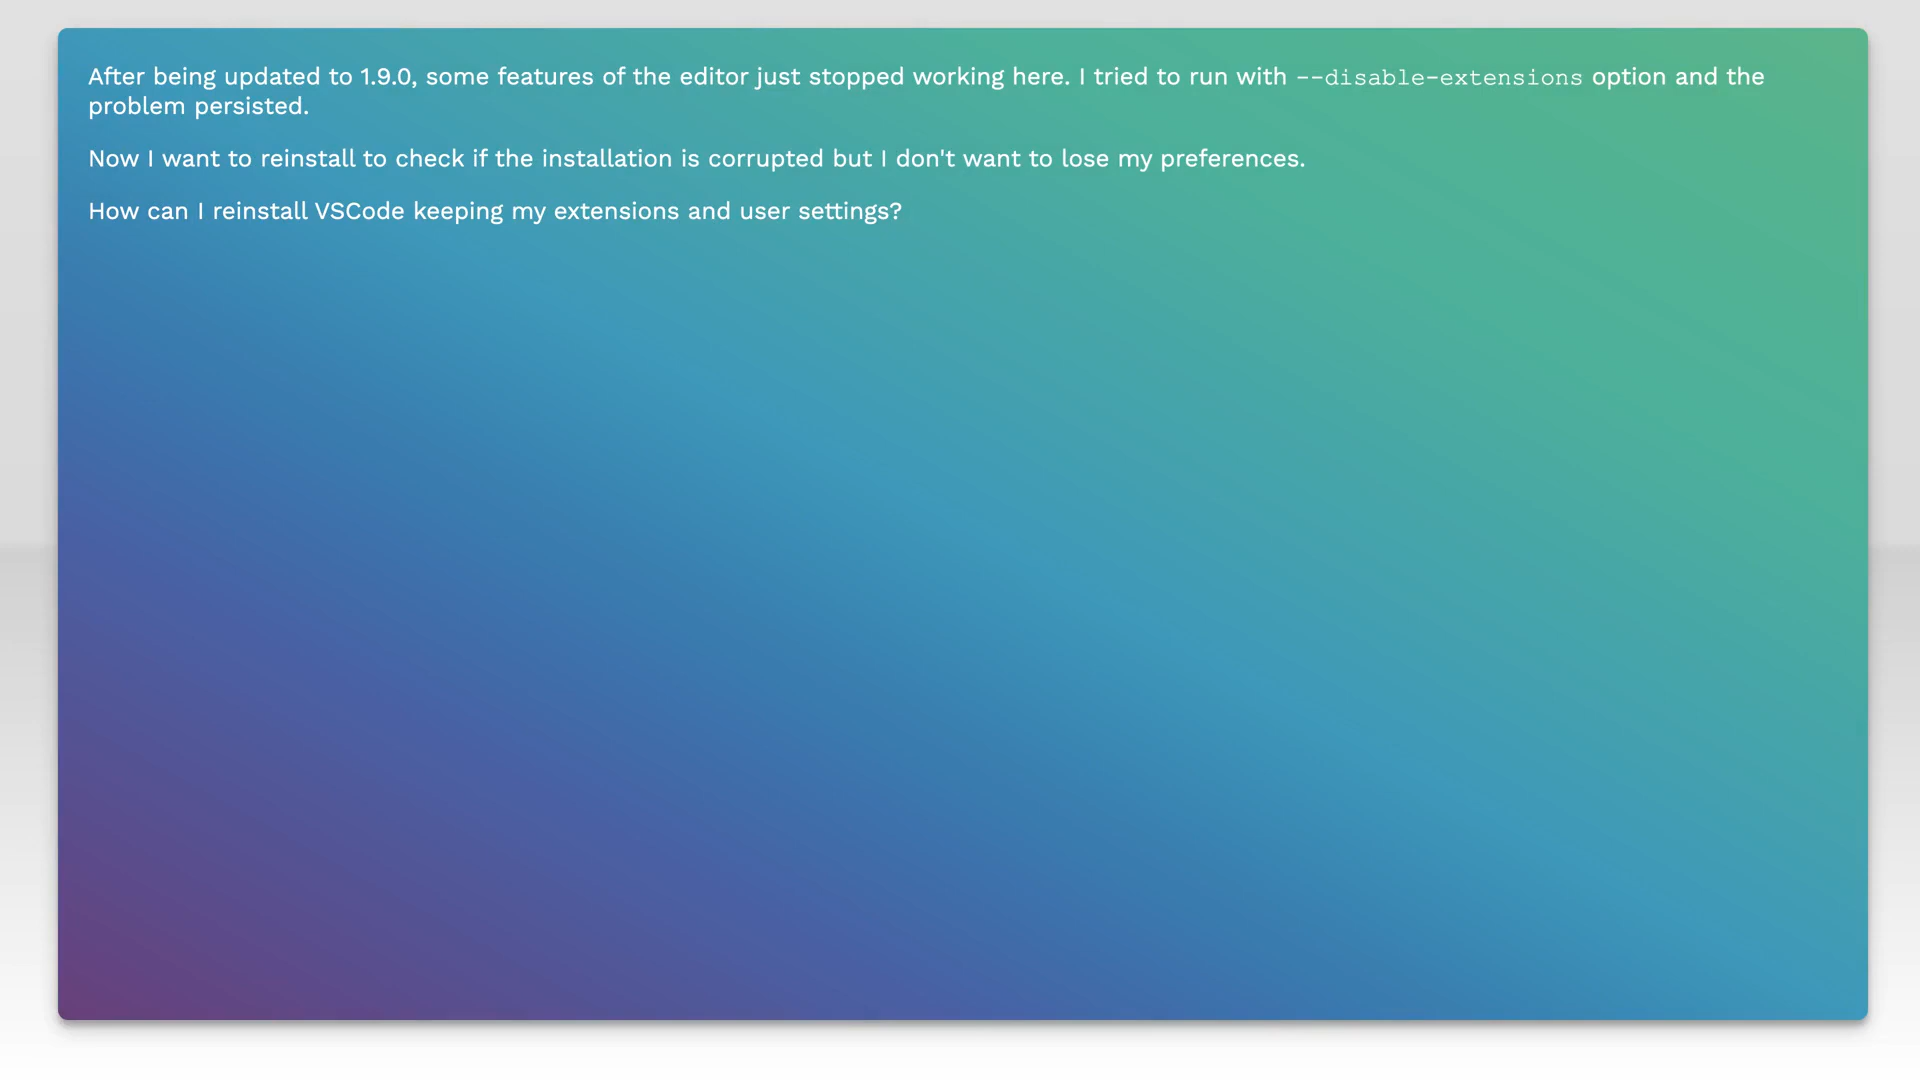 After being updated to 1.9.0, some features of the editor just stopped working here. I tried to run with --disable-extensions option and the
problem persisted.
Now I want to reinstall to check if the installation is corrupted but I don't want to lose my preferences.
How can I reinstall VSCode keeping my extensions and user settings?